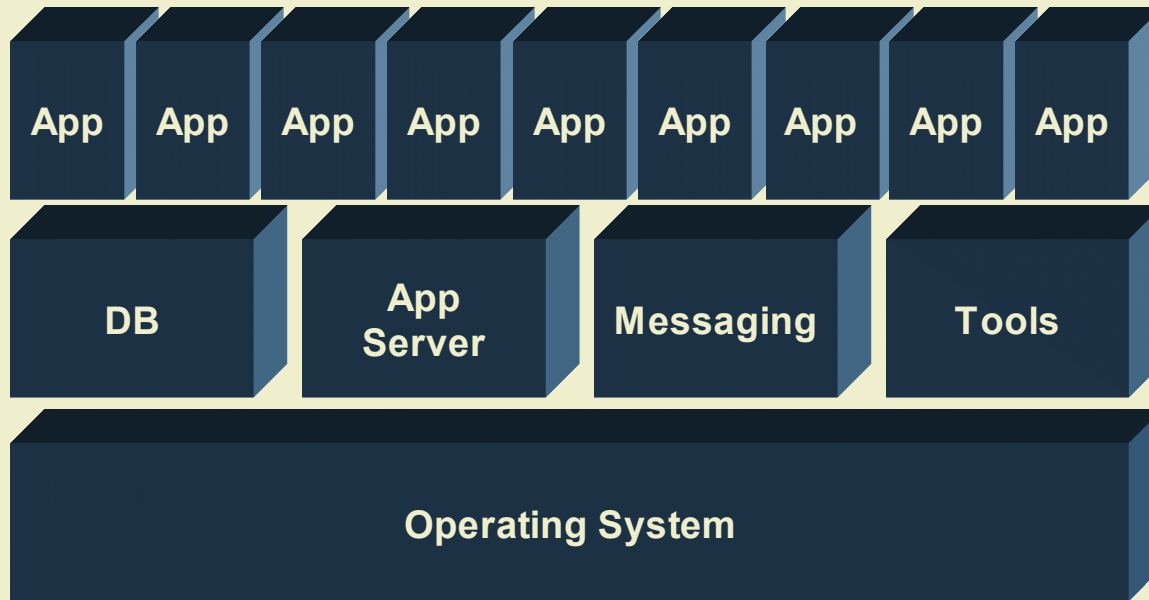 App App App App App App App App App
DB
App
Server
Messaging
Tools
Operating System